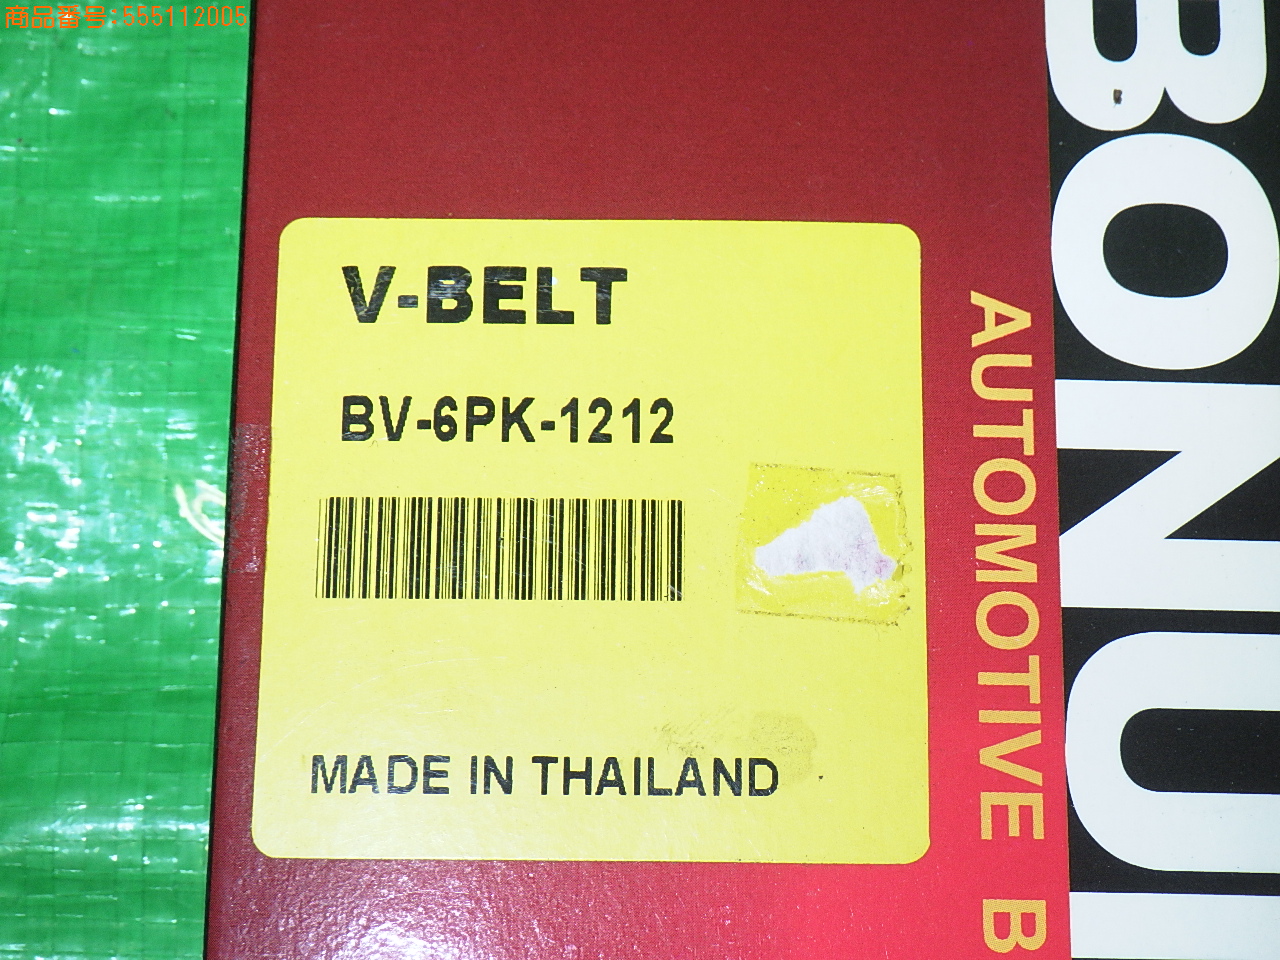 商品番号:555112005
V-BELT
BV-6PK-1212
MADE IN THAILAND
AUTOMOTIVE B
BONU